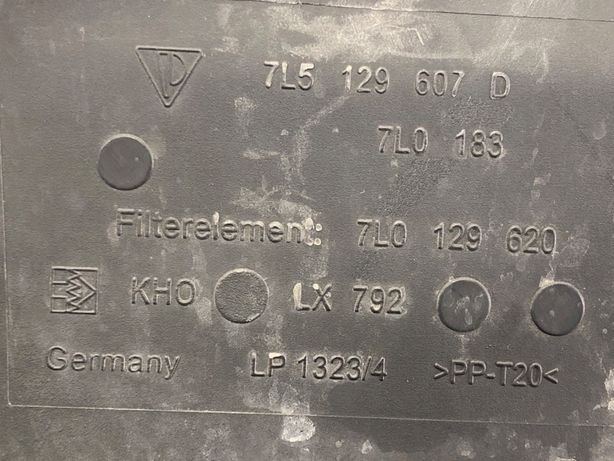 7L5 129 607 D
7L0 183
Filterelement: 7L0 129 620
KHO LX 792
Germany LP 1323/4 >PP-T20<